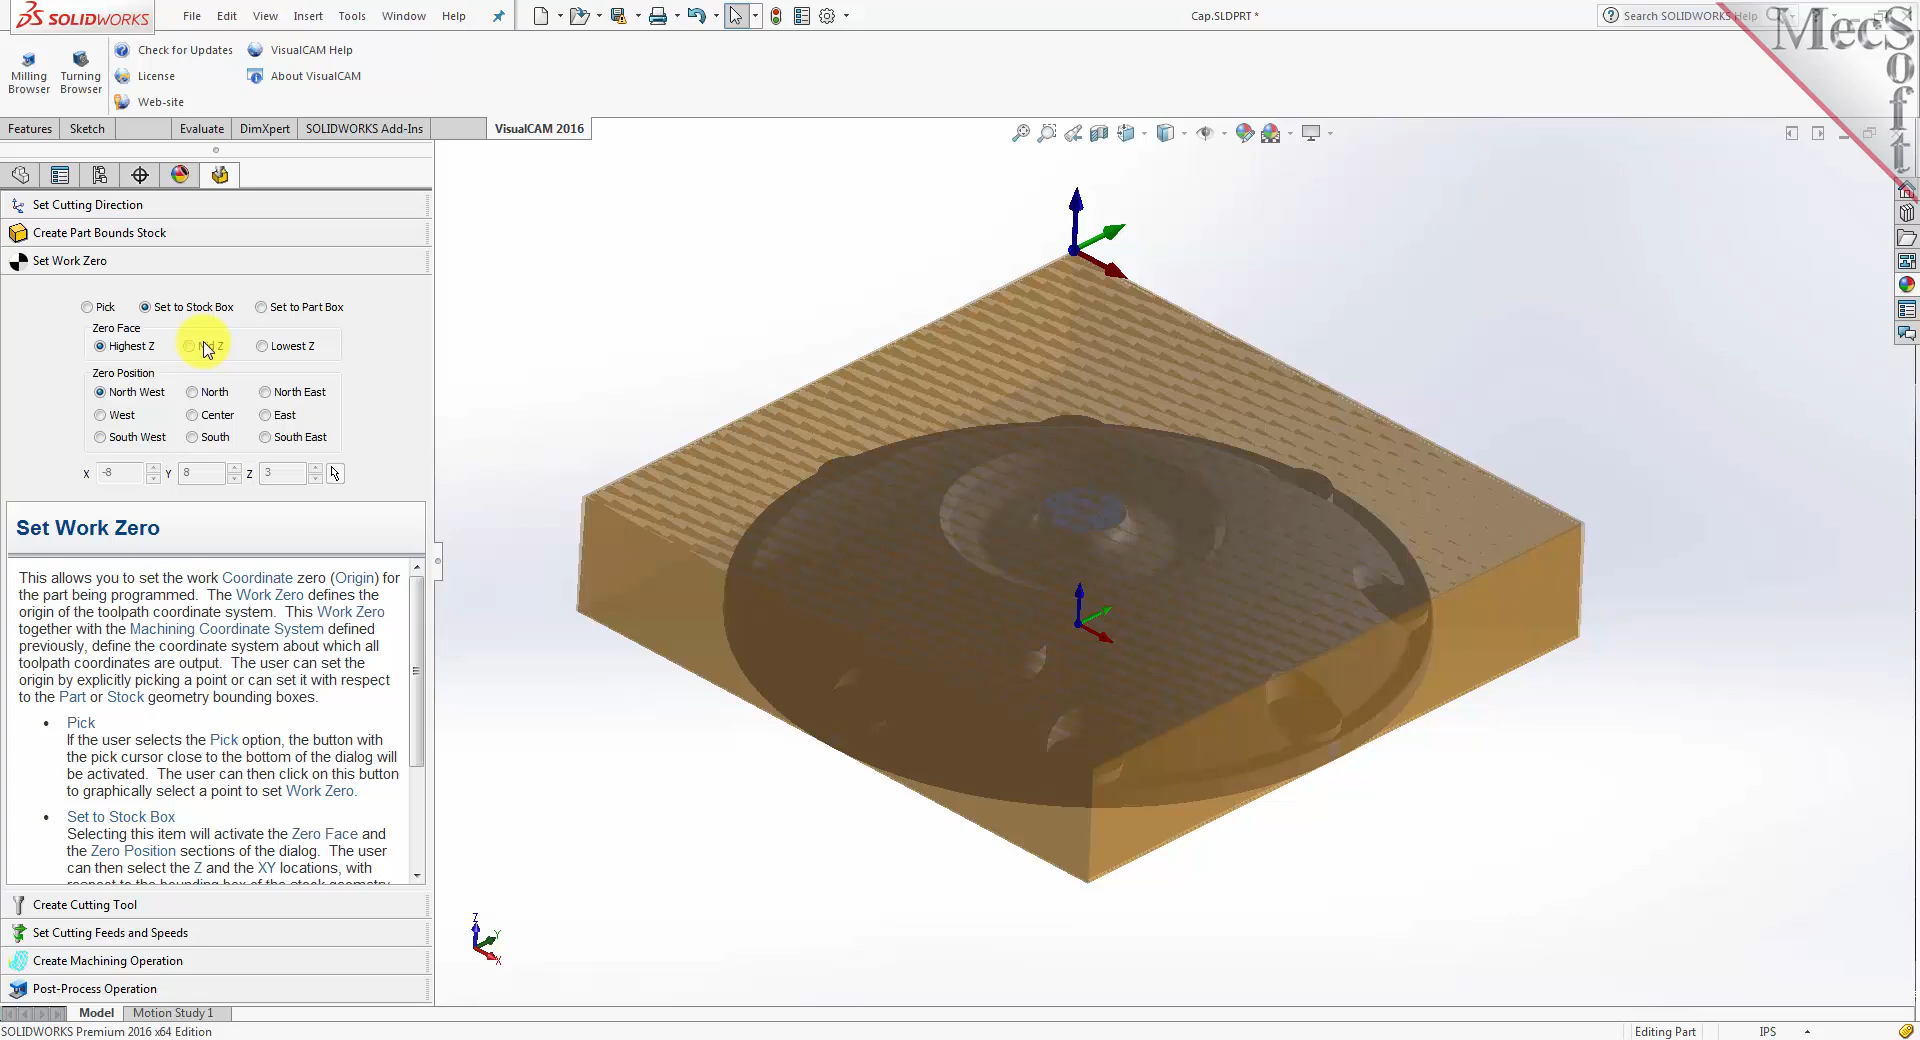 SOLIDWORKS
File Edit View Insert Tools Window Help
Cap.SLDPRT *
Search SOLIDWORKS Help
MecSoft
Milling Browser
Turning Browser
Check for Updates
VisualCAM Help
License
About VisualCAM
Web-site
Features Sketch Evaluate DimXpert SOLIDWORKS Add-Ins VisualCAM 2016
Set Cutting Direction
Create Part Bounds Stock
Set Work Zero
Pick Set to Stock Box Set to Part Box
Zero Face
Highest Z Mid Z Lowest Z
Zero Position
North West North North East
West Center East
South West South South East
X -8 Y 8 Z 3
Set Work Zero
This allows you to set the work Coordinate zero (Origin) for
the part being programmed. The Work Zero defines the
origin of the toolpath coordinate system. This Work Zero
together with the Machining Coordinate System defined
previously, define the coordinate system about which all
toolpath coordinates are output. The user can set the
origin by explicitly picking a point or can set it with respect
to the Part or Stock geometry bounding boxes.
• Pick
If the user selects the Pick option, the button with
the pick cursor close to the bottom of the dialog will
be activated. The user can then click on this button
to graphically select a point to set Work Zero.
• Set to Stock Box
Selecting this item will activate the Zero Face and
the Zero Position sections of the dialog. The user
can then select the Z and the XY locations, with
respect to the bounding box of the stock geometry
Create Cutting Tool
Set Cutting Feeds and Speeds
Create Machining Operation
Post-Process Operation
Z
Y
X
Model Motion Study 1
SOLIDWORKS Premium 2016 x64 Edition
Editing Part IPS